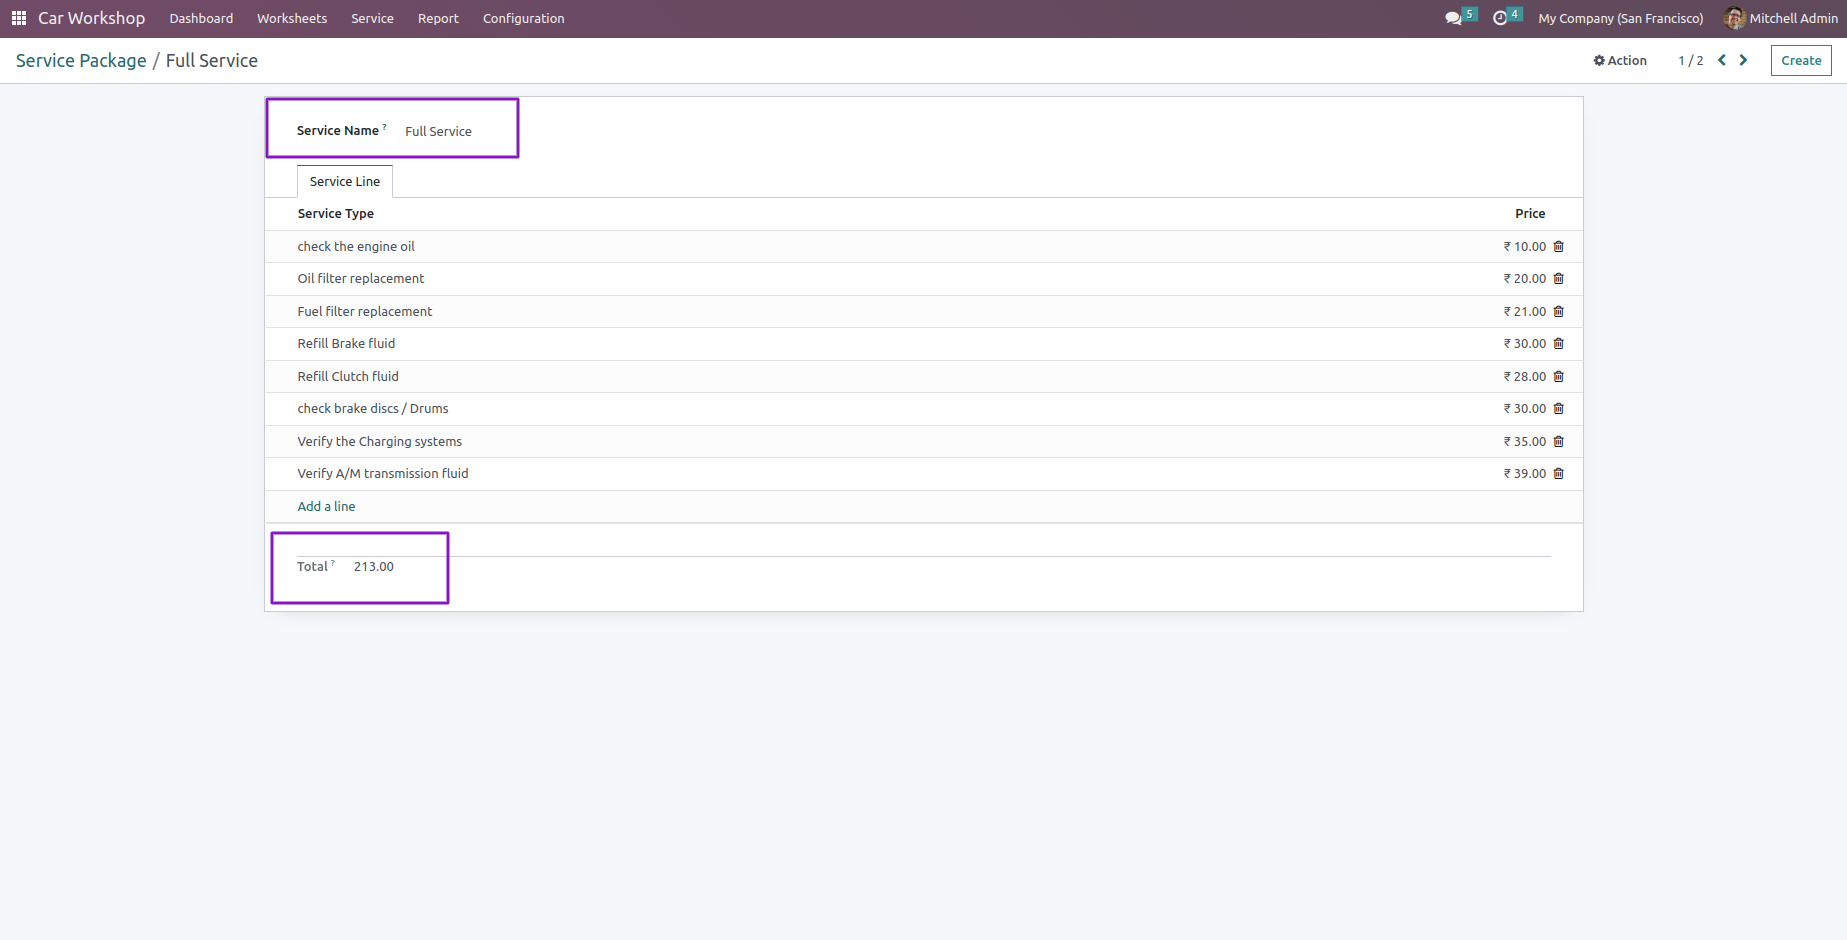 Car Workshop Dashboard Worksheets Service Report Configuration 5 4 My Company (San Francisco) Mitchell Admin
Service Package / Full Service Action 1 / 2 Create
Service Name ? Full Service
Service Line
Service Type Price
check the engine oil ₹ 10.00
Oil filter replacement ₹ 20.00
Fuel filter replacement ₹ 21.00
Refill Brake fluid ₹ 30.00
Refill Clutch fluid ₹ 28.00
check brake discs / Drums ₹ 30.00
Verify the Charging systems ₹ 35.00
Verify A/M transmission fluid ₹ 39.00
Add a line
Total ? 213.00